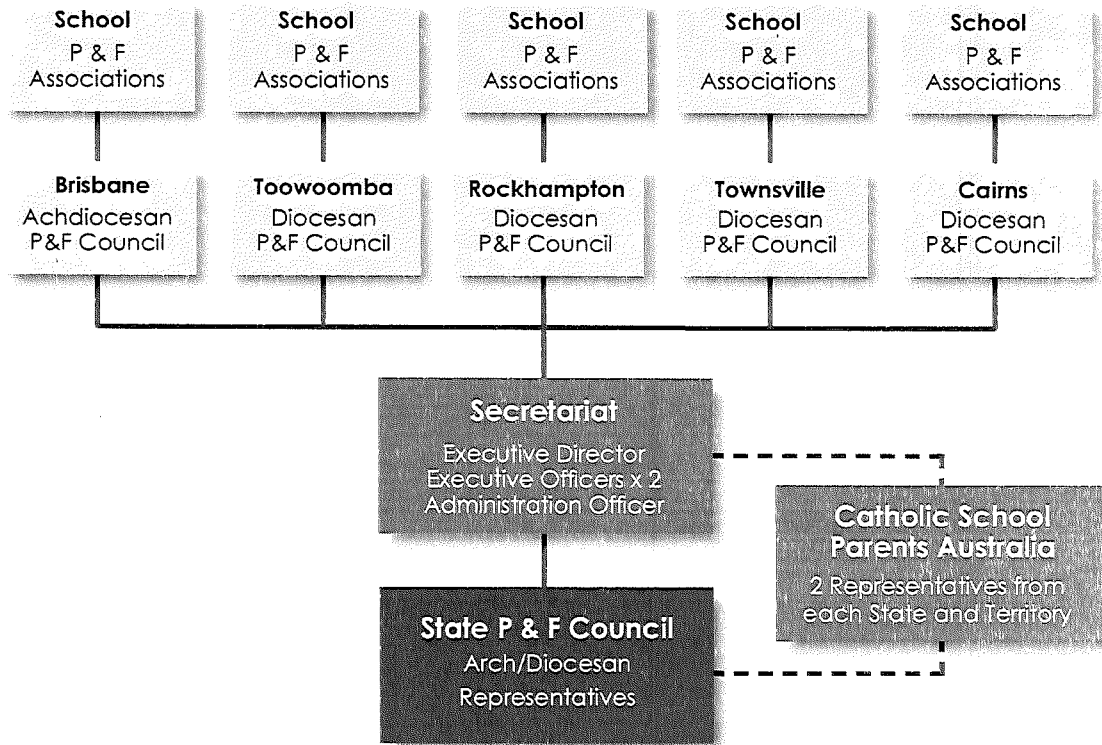 School
P & F
Associations
School
P & F
Associations
School
P & F
Associations
School
P & F
Associations
School
P & F
Associations
Brisbane
Achdiocesan
P&F Council
Toowoomba
Diocesan
P&F Council
Rockhampton
Diocesan
P&F Council
Townsville
Diocesan
P&F Council
Cairns
Diocesan
P&F Council
Secretariat
Executive Director
Executive Officers x 2
Administration Officer
Catholic School
Parents Australia
2 Representatives from
each State and Territory
State P & F Council
Arch/Diocesan
Representatives